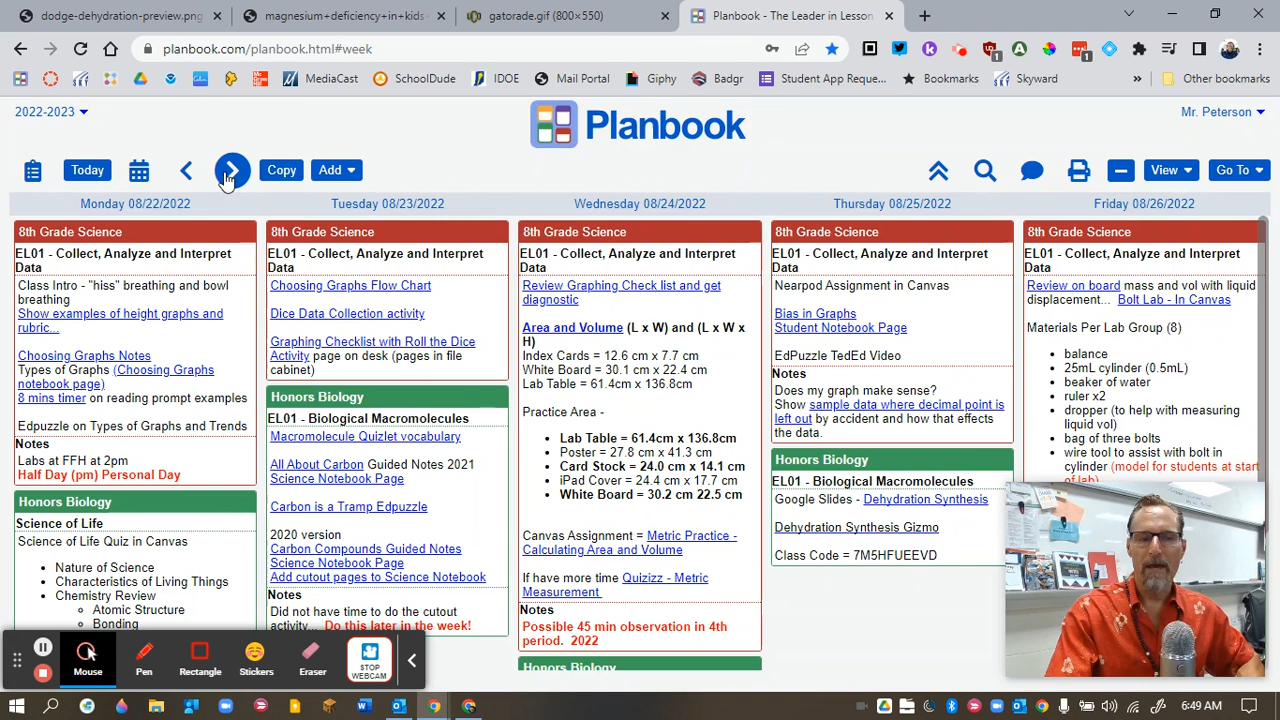 dodge-dehydration-preview.png
magnesium+deficiency+in+kids
gatorade.gif (800×550)
Planbook - The Leader in Lesson
planbook.com/planbook.html#week
MediaCast
SchoolDude
IDOE
Mail Portal
Giphy
Badgr
Student App Reque...
Bookmarks
Skyward
Other bookmarks
2022-2023
Planbook
Mr. Peterson
Today
Copy
Add
View
Go To
Monday 08/22/2022
Tuesday 08/23/2022
Wednesday 08/24/2022
Thursday 08/25/2022
Friday 08/26/2022
8th Grade Science
EL01 - Collect, Analyze and Interpret
Data
Class Intro - "hiss" breathing and bowl
breathing
Show examples of height graphs and
rubric...
Choosing Graphs Notes
Types of Graphs (Choosing Graphs
notebook page)
8 mins timer on reading prompt examples
Edpuzzle on Types of Graphs and Trends
Notes
Labs at FFH at 2pm
Half Day (pm) Personal Day
Honors Biology
Science of Life
Science of Life Quiz in Canvas
Nature of Science
Characteristics of Living Things
Chemistry Review
Atomic Structure
Bonding
8th Grade Science
EL01 - Collect, Analyze and Interpret
Data
Choosing Graphs Flow Chart
Dice Data Collection activity
Graphing Checklist with Roll the Dice
Activity page on desk (pages in file
cabinet)
Honors Biology
EL01 - Biological Macromolecules
Macromolecule Quizlet vocabulary
All About Carbon Guided Notes 2021
Science Notebook Page
Carbon is a Tramp Edpuzzle
2020 version
Carbon Compounds Guided Notes
Science Notebook Page
Add cutout pages to Science Notebook
Notes
Did not have time to do the cutout
activity... Do this later in the week!
8th Grade Science
EL01 - Collect, Analyze and Interpret
Data
Review Graphing Check list and get
diagnostic
Area and Volume (L x W) and (L x W x
H)
Index Cards = 12.6 cm x 7.7 cm
White Board = 30.1 cm x 22.4 cm
Lab Table = 61.4cm x 136.8cm
Practice Area -
Lab Table = 61.4cm x 136.8cm
Poster = 27.8 cm x 41.3 cm
Card Stock = 24.0 cm x 14.1 cm
iPad Cover = 24.4 cm x 17.7 cm
White Board = 30.2 cm 22.5 cm
Canvas Assignment = Metric Practice -
Calculating Area and Volume
If have more time Quizizz - Metric
Measurement
Notes
Possible 45 min observation in 4th
period. 2022
Honors Biology
8th Grade Science
EL01 - Collect, Analyze and Interpret
Data
Nearpod Assignment in Canvas
Bias in Graphs
Student Notebook Page
EdPuzzle TedEd Video
Notes
Does my graph make sense?
Show sample data where decimal point is
left out by accident and how that effects
the data.
Honors Biology
EL01 - Biological Macromolecules
Google Slides - Dehydration Synthesis
Dehydration Synthesis Gizmo
Class Code = 7M5HFUEEVD
8th Grade Science
EL01 - Collect, Analyze and Interpret
Data
Review on board mass and vol with liquid
displacement... Bolt Lab - In Canvas
Materials Per Lab Group (8)
balance
25mL cylinder (0.5mL)
beaker of water
ruler x2
dropper (to help with measuring
liquid vol)
bag of three bolts
wire tool to assist with bolt in
cylinder (model for students at start
of lab)
Mouse
Pen
Rectangle
Stickers
Eraser
STOP
WEBCAM
6:49 AM